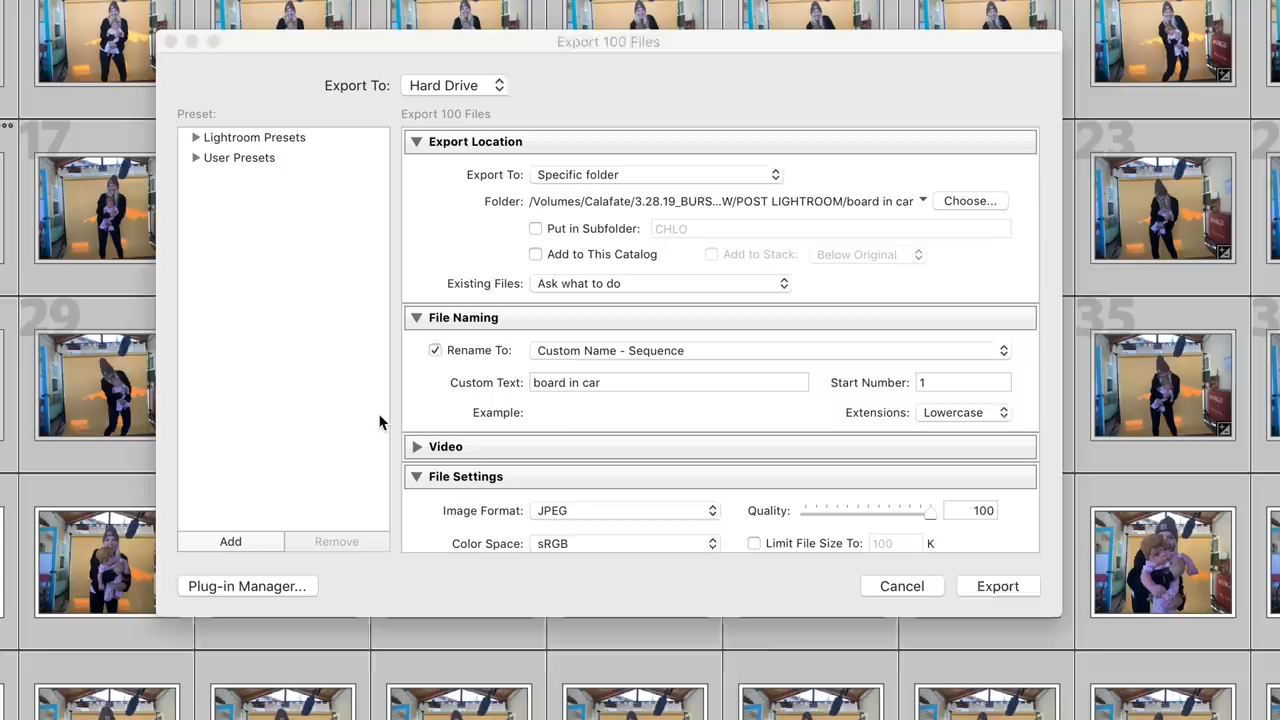 Export 100 Files
Export To: Hard Drive
Preset:
Export 100 Files
Lightroom Presets
User Presets
Export Location
Export To: Specific folder
Folder: /Volumes/Calafate/3.28.19_BURS...W/POST LIGHTROOM/board in car Choose...
Put in Subfolder: CHLO
Add to This Catalog Add to Stack: Below Original
Existing Files: Ask what to do
File Naming
Rename To: Custom Name - Sequence
Custom Text: board in car Start Number: 1
Example: Extensions: Lowercase
Video
File Settings
Image Format: JPEG Quality: 100
Color Space: sRGB Limit File Size To: 100 K
Add Remove
Plug-in Manager... Cancel Export
17
23
29
35